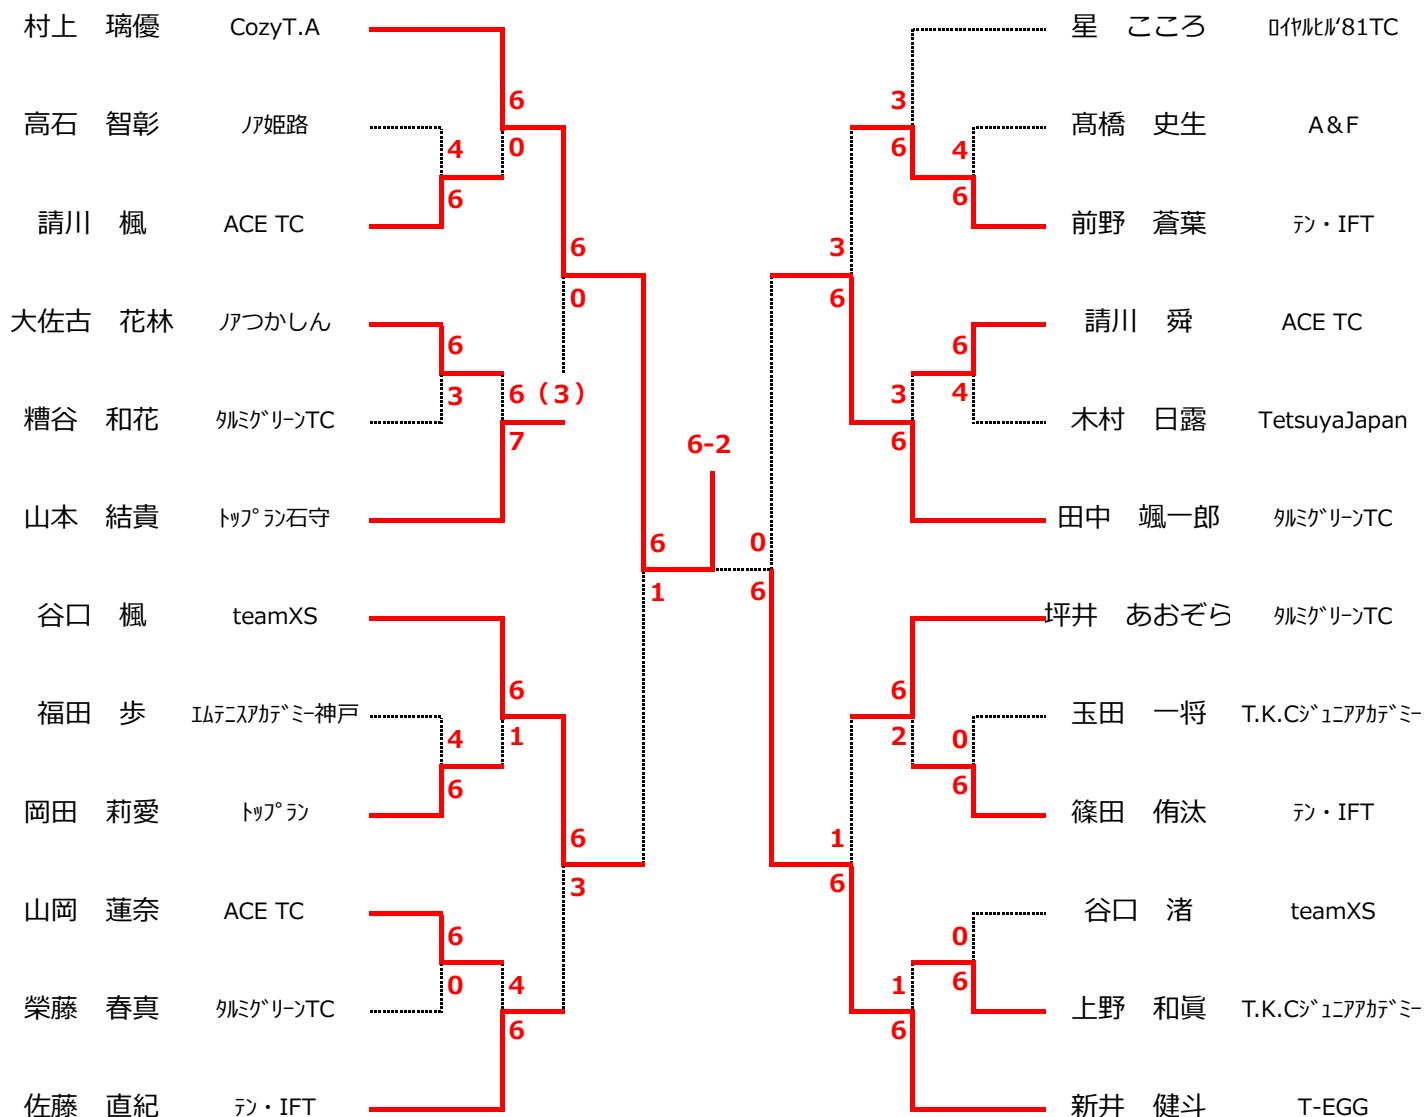 村上　璃優 CozyT.A
高石　智彰 ﾉｱ姫路
請川　楓 ACE TC
大佐古　花林 ﾉｱつかしん
糟谷　和花 ﾀﾙﾐｸﾞﾘｰﾝTC
山本　結貴 ﾄｯﾌﾟﾗﾝ石守
谷口　楓 teamXS
福田　歩 ｴﾑﾃﾆｽｱｶﾃﾞﾐｰ神戸
岡田　莉愛 ﾄｯﾌﾟﾗﾝ
山岡　蓮奈 ACE TC
榮藤　春真 ﾀﾙﾐｸﾞﾘｰﾝTC
佐藤　直紀 ﾃﾝ・IFT
6
0
4
6
6
0
6
3
6（3）
7
6
1
6
1
4
6
6
3
6
0
4
6
6-2
0
6
3
6
4
6
3
6
6
4
3
6
6
2
0
6
1
6
0
6
1
6
星　こころ ﾛｲﾔﾙﾋﾙ‘81TC
髙橋　史生 A＆F
前野　蒼葉 ﾃﾝ・IFT
請川　舜 ACE TC
木村　日露 TetsuyaJapan
田中　颯一郎 ﾀﾙﾐｸﾞﾘｰﾝTC
坪井　あおぞら ﾀﾙﾐｸﾞﾘｰﾝTC
玉田　一将 T.K.Cｼﾞｭﾆｱｱｶﾃﾞﾐｰ
篠田　侑汰 ﾃﾝ・IFT
谷口　渚 teamXS
上野　和眞 T.K.Cｼﾞｭﾆｱｱｶﾃﾞﾐｰ
新井　健斗 T-EGG